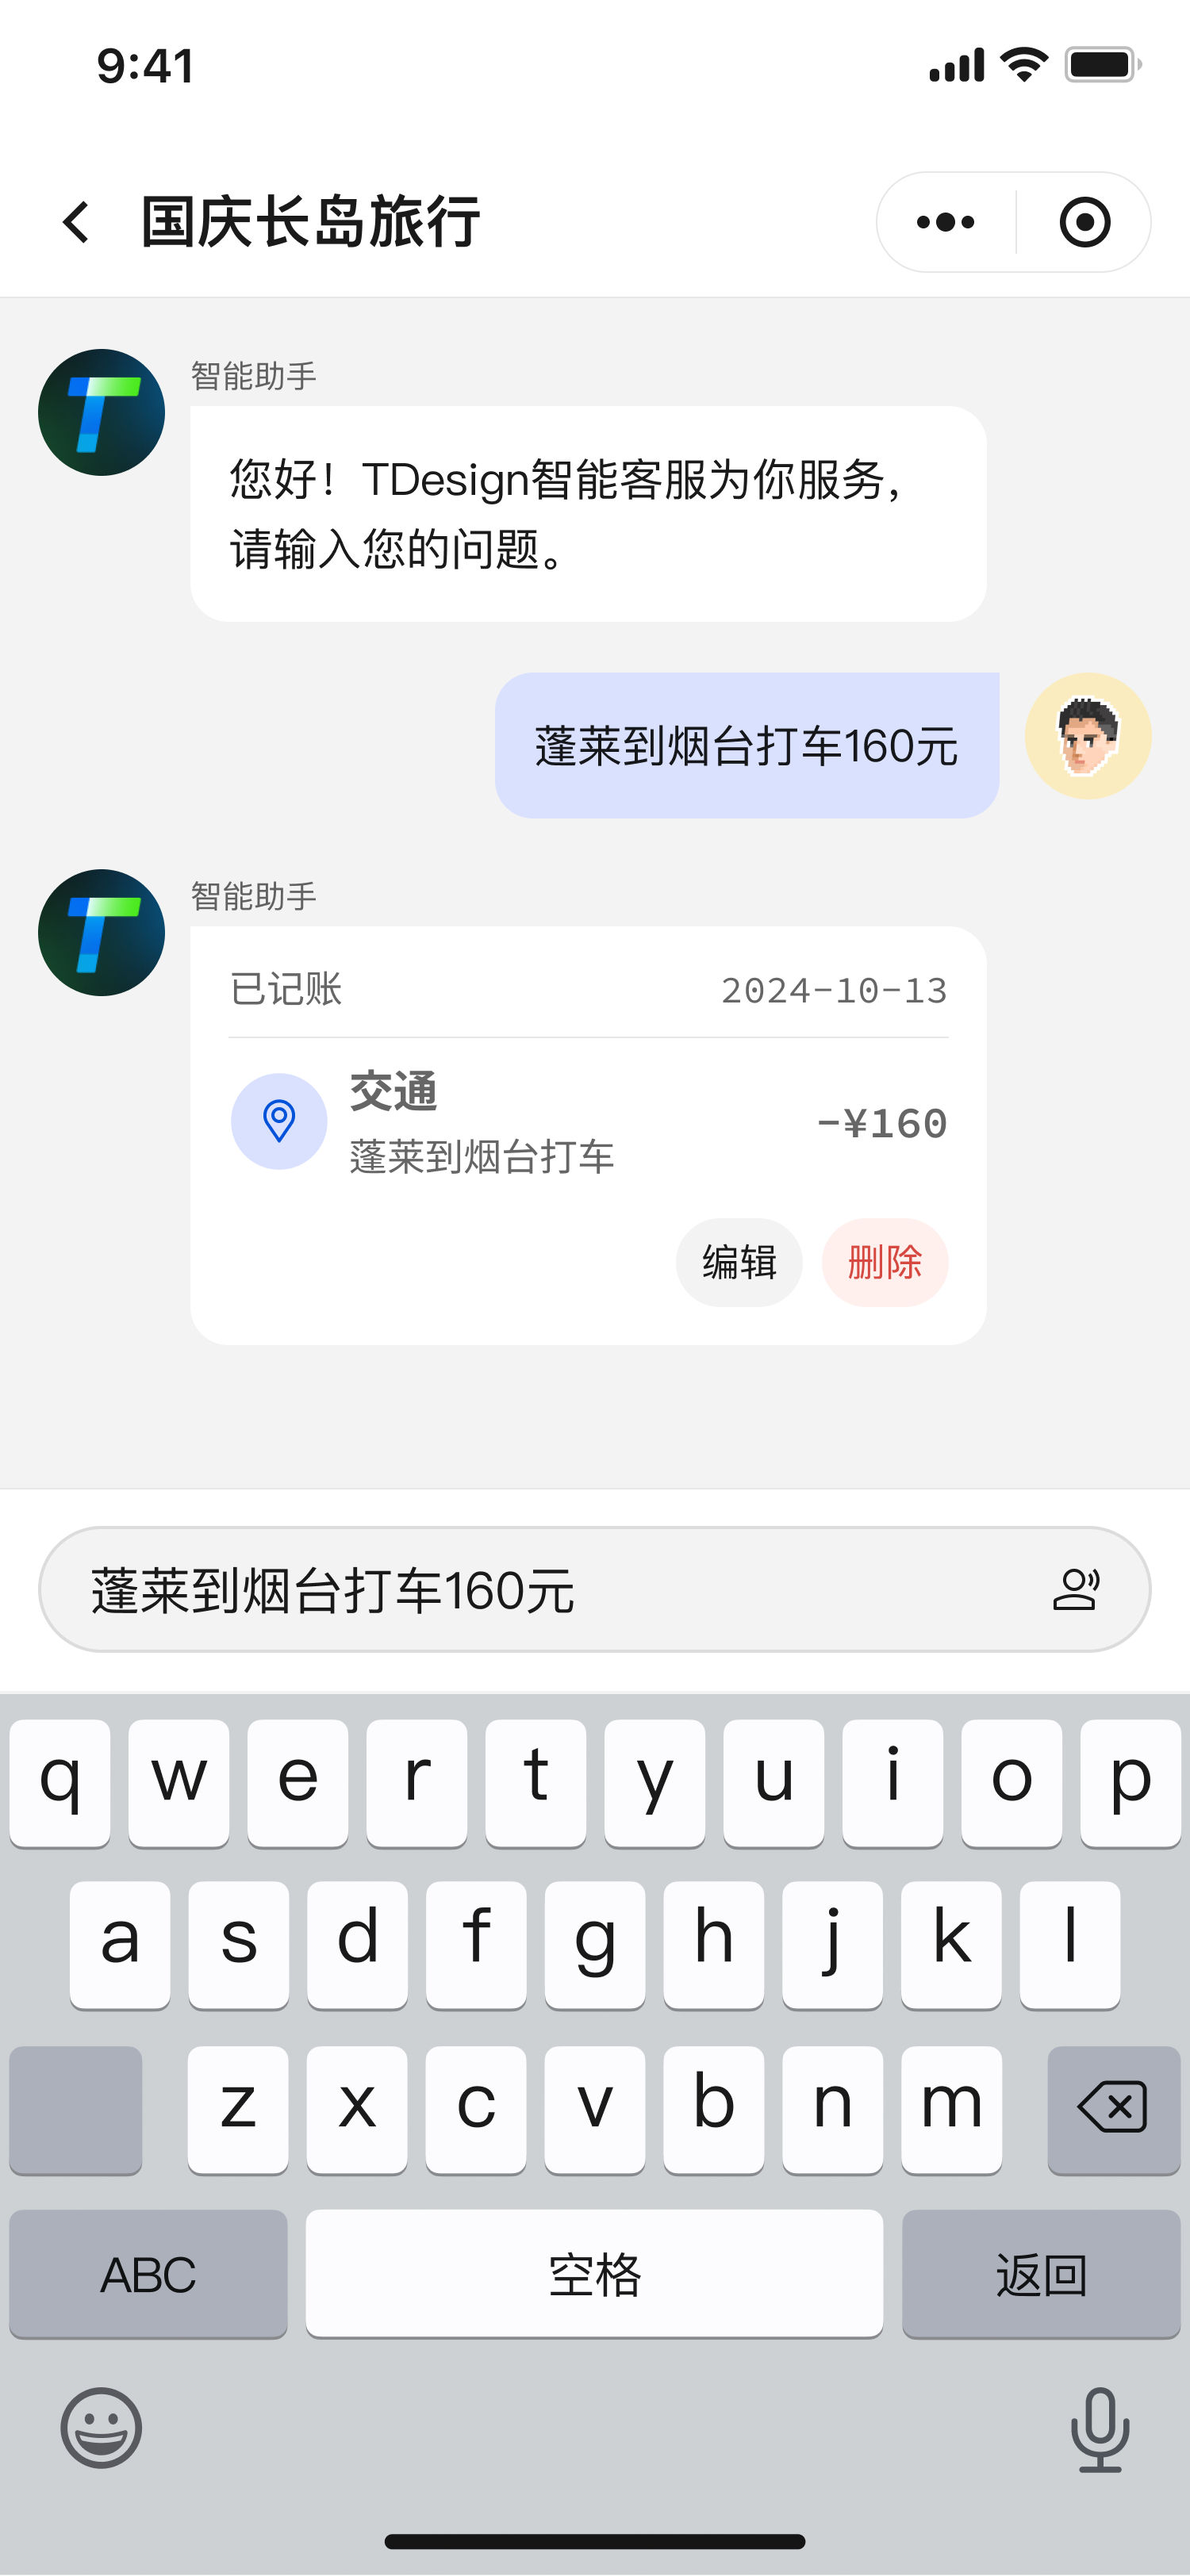 9:41
国庆长岛旅行
智能助手
您好！TDesign智能客服为你服务，
请输入您的问题。
蓬莱到烟台打车160元
智能助手
已记账 2024-10-13
交通
蓬莱到烟台打车
-¥160
编辑 删除
蓬莱到烟台打车160元
q w e r t y u i o p
a s d f g h j k l
z x c v b n m
ABC 空格 返回